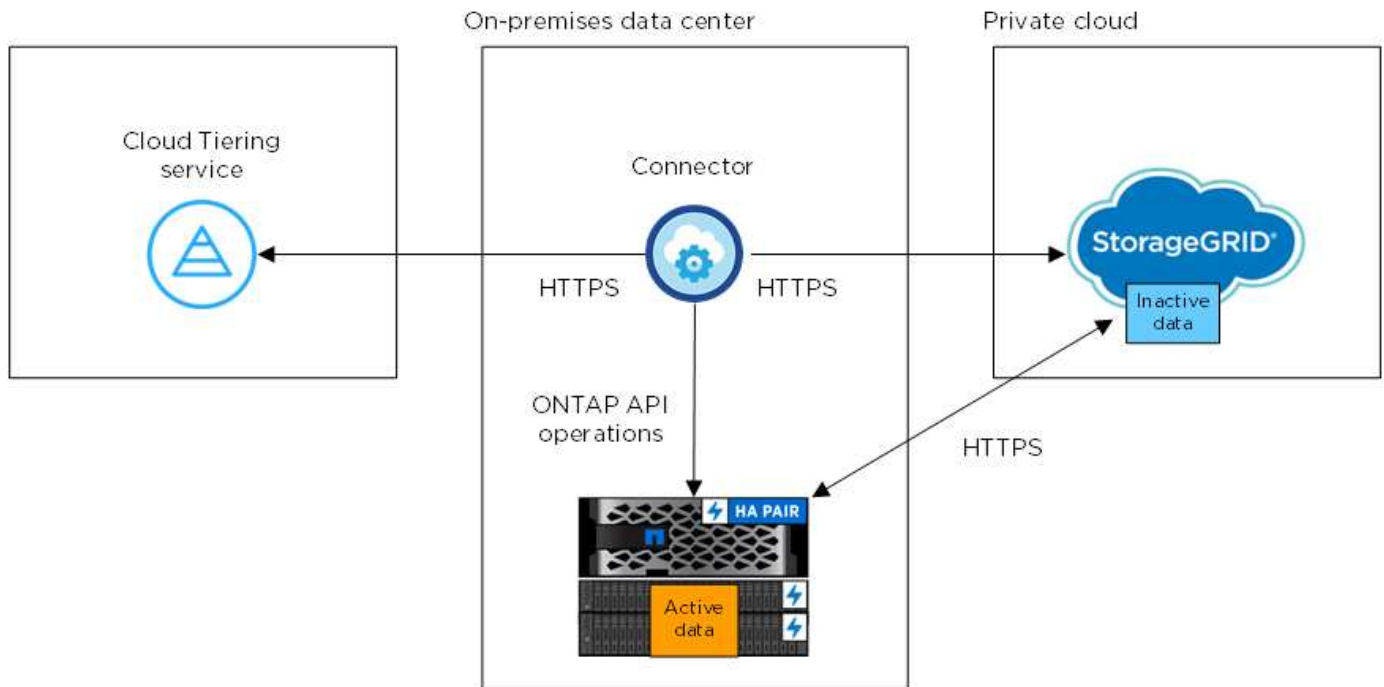 On-premises data center
Private cloud
Cloud Tiering
service
Connector
StorageGRID®
Inactive
data
HTTPS
HTTPS
ONTAP API
operations
HTTPS
HA PAIR
Active
data